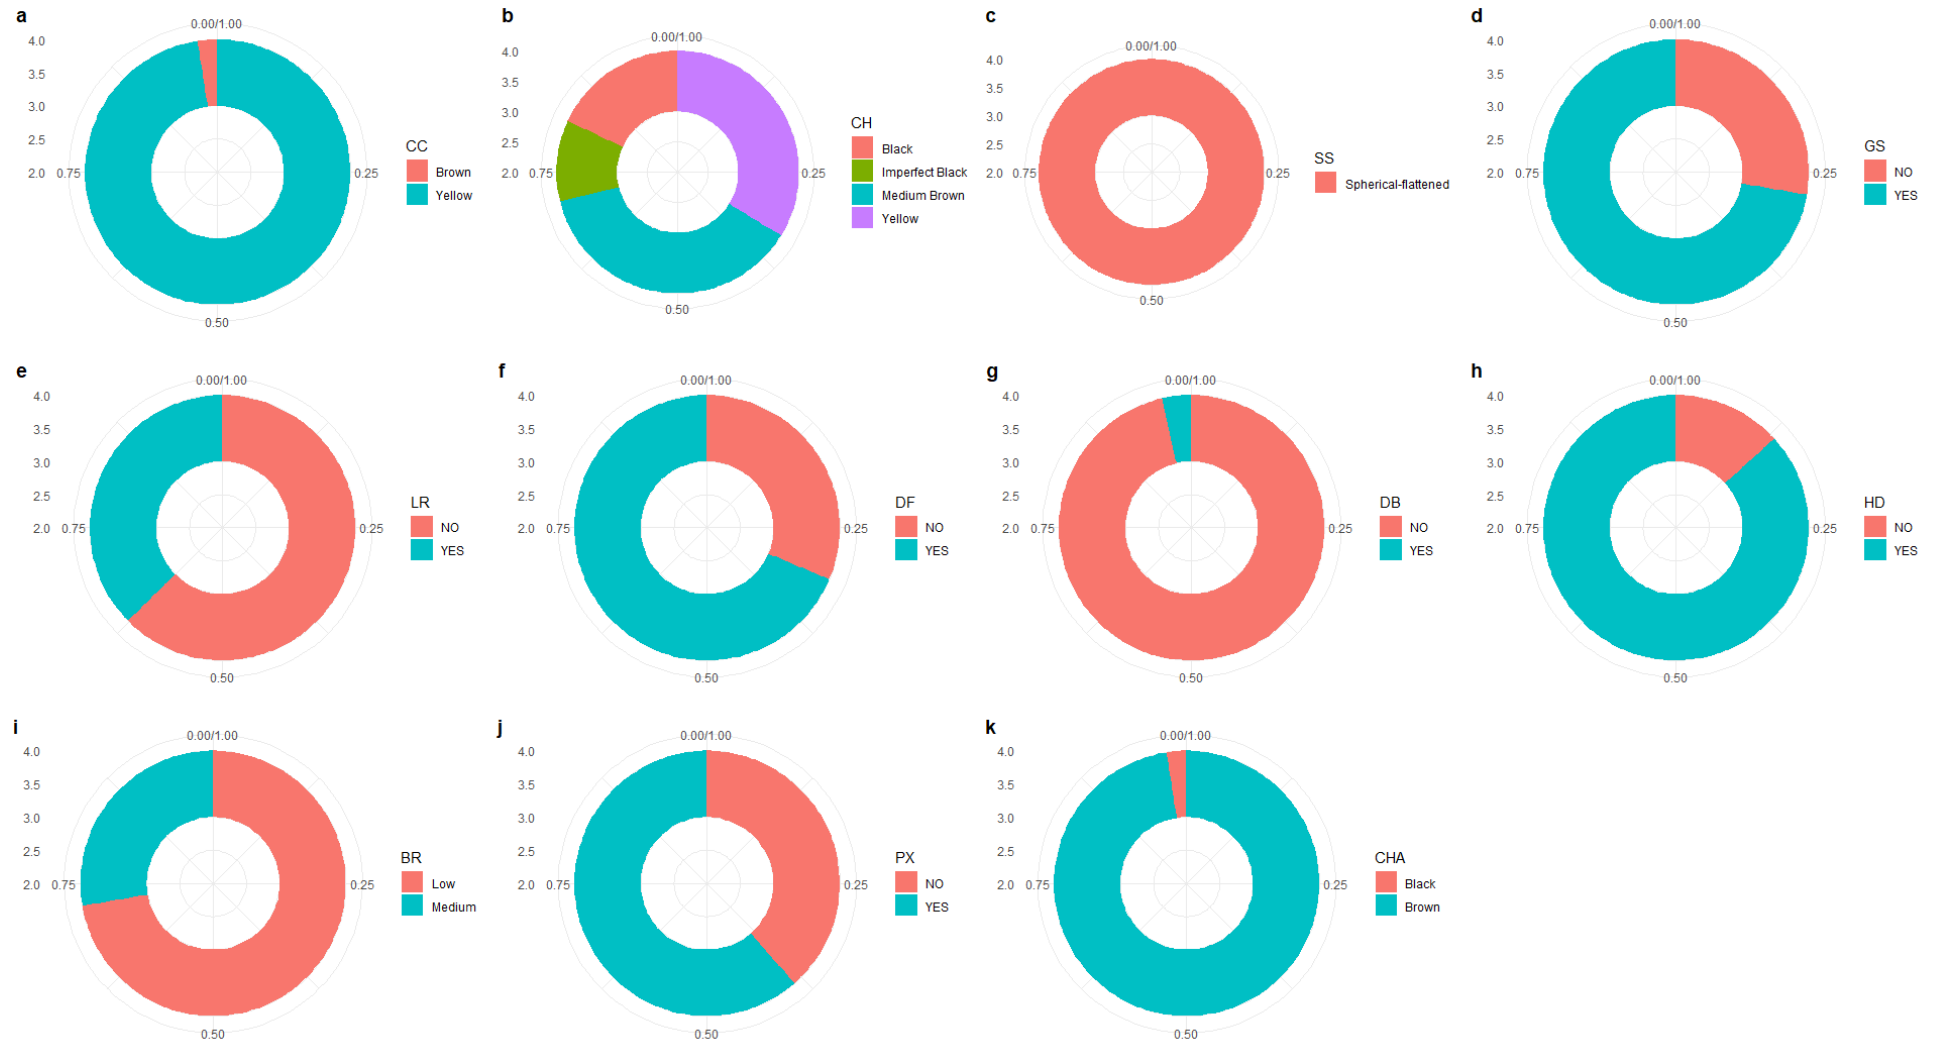 a
0.00/1.00
4.0
3.5
3.0
2.5
2.0
0.75
0.25
0.50
CC
Brown
Yellow
b
0.00/1.00
4.0
3.5
3.0
2.5
2.0
0.75
0.25
0.50
CH
Black
Imperfect Black
Medium Brown
Yellow
c
0.00/1.00
4.0
3.5
3.0
2.5
2.0
0.75
0.25
0.50
SS
Spherical-flattened
d
0.00/1.00
4.0
3.5
3.0
2.5
2.0
0.75
0.25
0.50
GS
NO
YES
e
0.00/1.00
4.0
3.5
3.0
2.5
2.0
0.75
0.25
0.50
LR
NO
YES
f
0.00/1.00
4.0
3.5
3.0
2.5
2.0
0.75
0.25
0.50
DF
NO
YES
g
0.00/1.00
4.0
3.5
3.0
2.5
2.0
0.75
0.25
0.50
DB
NO
YES
h
0.00/1.00
4.0
3.5
3.0
2.5
2.0
0.75
0.25
0.50
HD
NO
YES
i
0.00/1.00
4.0
3.5
3.0
2.5
2.0
0.75
0.25
0.50
BR
Low
Medium
j
0.00/1.00
4.0
3.5
3.0
2.5
2.0
0.75
0.25
0.50
PX
NO
YES
k
0.00/1.00
4.0
3.5
3.0
2.5
2.0
0.75
0.25
0.50
CHA
Black
Brown